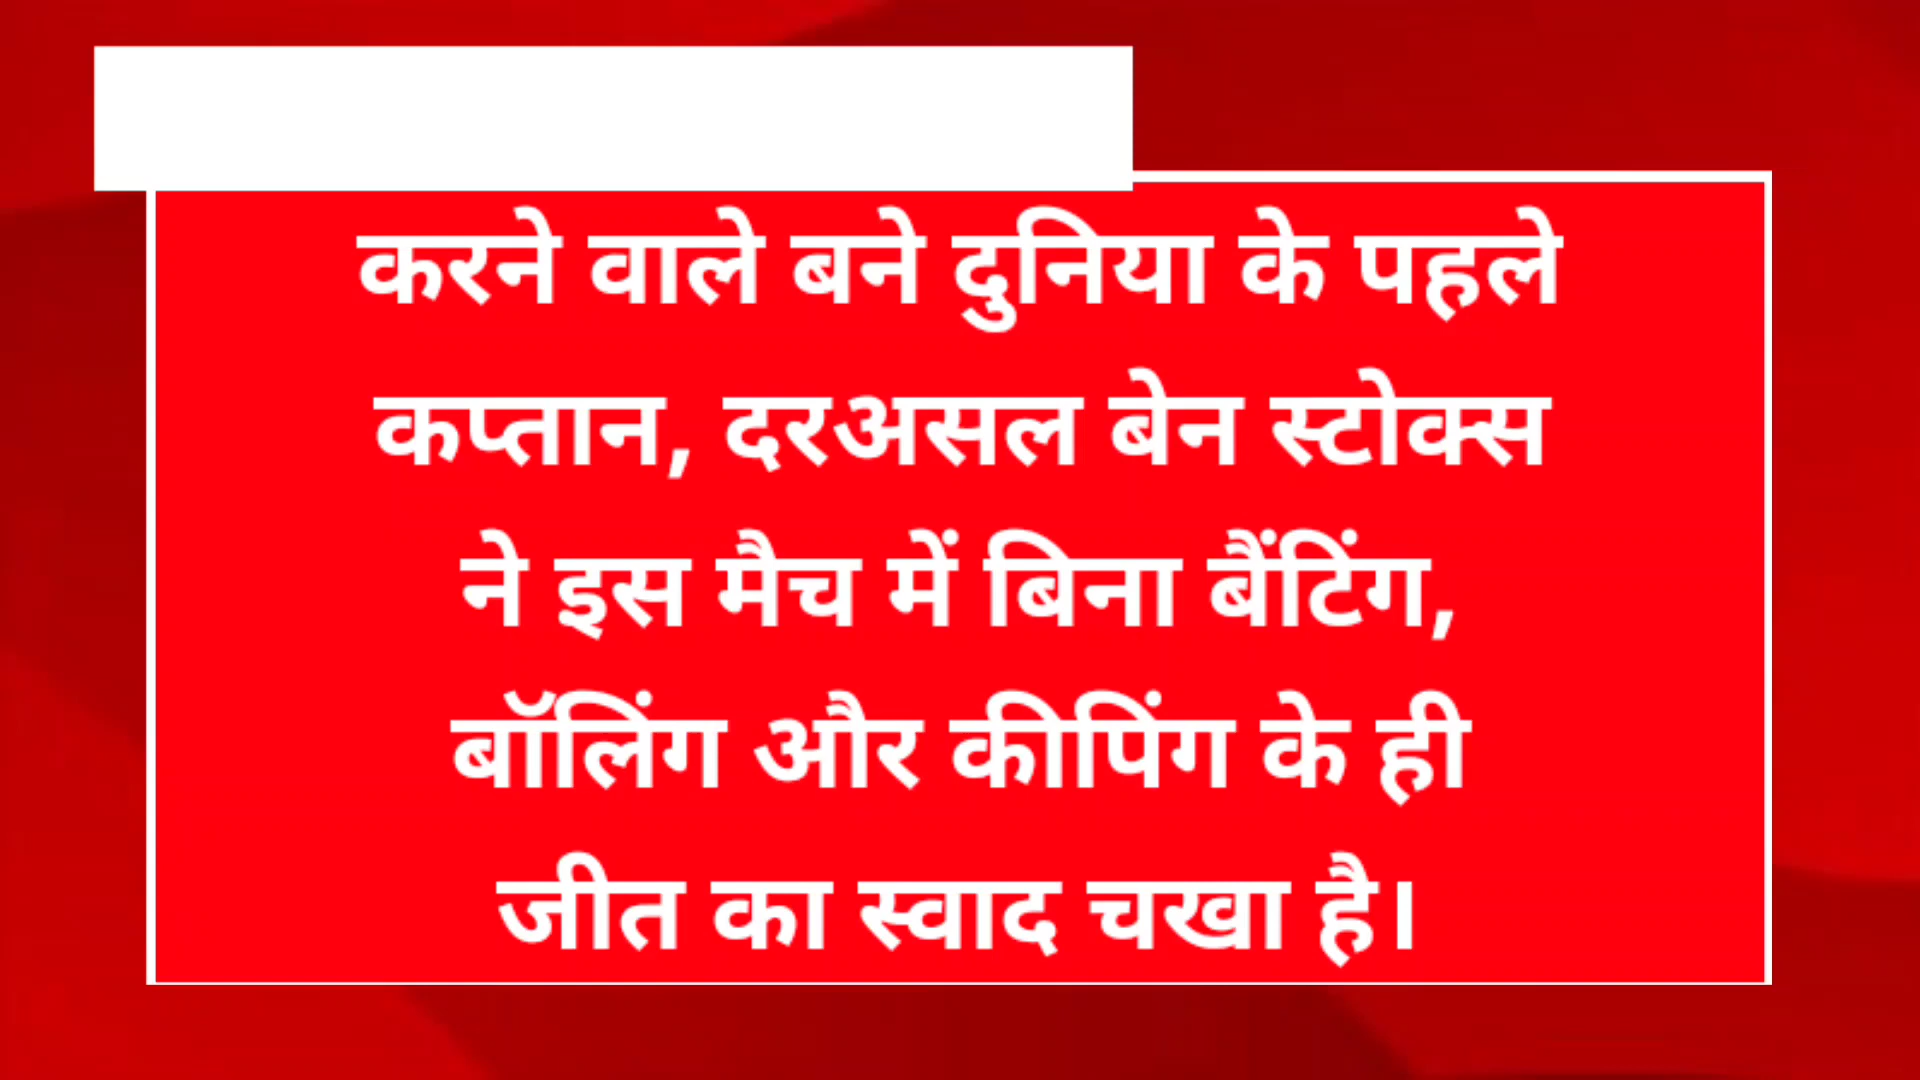 करने वाले बने दुनिया के पहले
कप्तान, दरअसल बेन स्टोक्स
ने इस मैच में बिना बैंटिंग,
बॉलिंग और कीपिंग के ही
जीत का स्वाद चखा है।